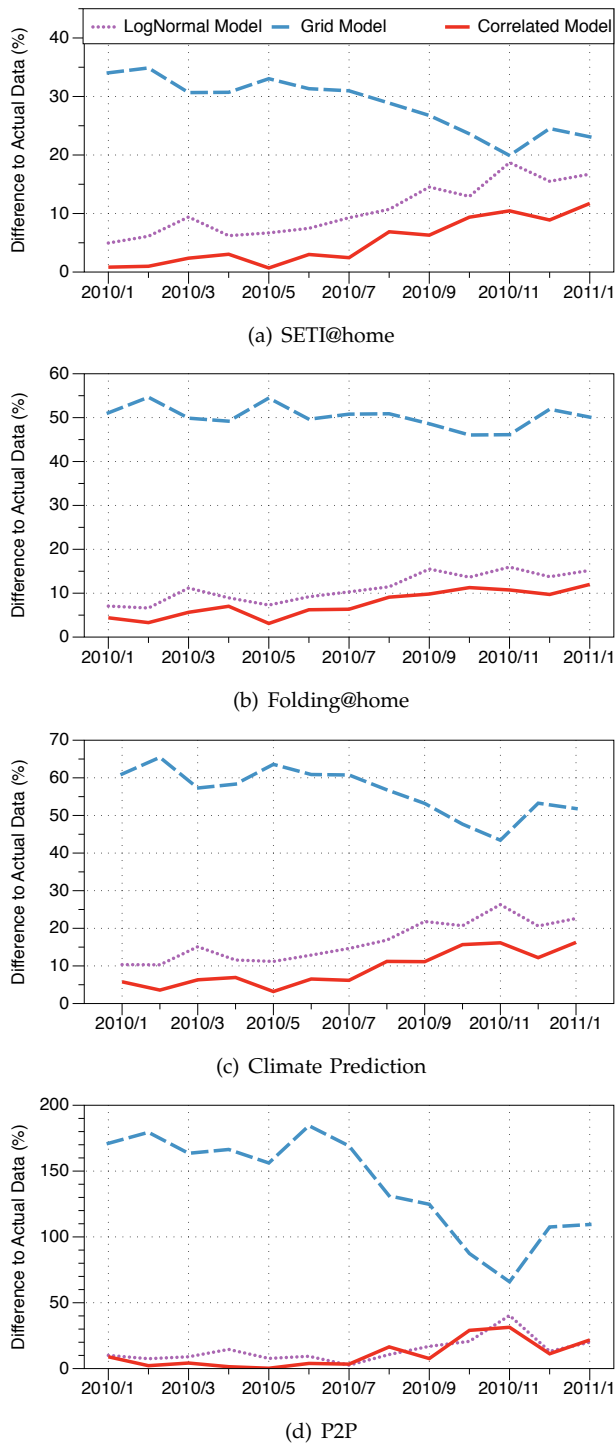 LogNormal Model Grid Model Correlated Model
Difference to Actual Data (%)
40
30
20
10
0
2010/1 2010/3 2010/5 2010/7 2010/9 2010/11 2011/1
(a) SETI@home
Difference to Actual Data (%)
60
50
40
30
20
10
0
2010/1 2010/3 2010/5 2010/7 2010/9 2010/11 2011/1
(b) Folding@home
Difference to Actual Data (%)
70
60
50
40
30
20
10
0
2010/1 2010/3 2010/5 2010/7 2010/9 2010/11 2011/1
(c) Climate Prediction
Difference to Actual Data (%)
200
150
100
50
0
2010/1 2010/3 2010/5 2010/7 2010/9 2010/11 2011/1
(d) P2P